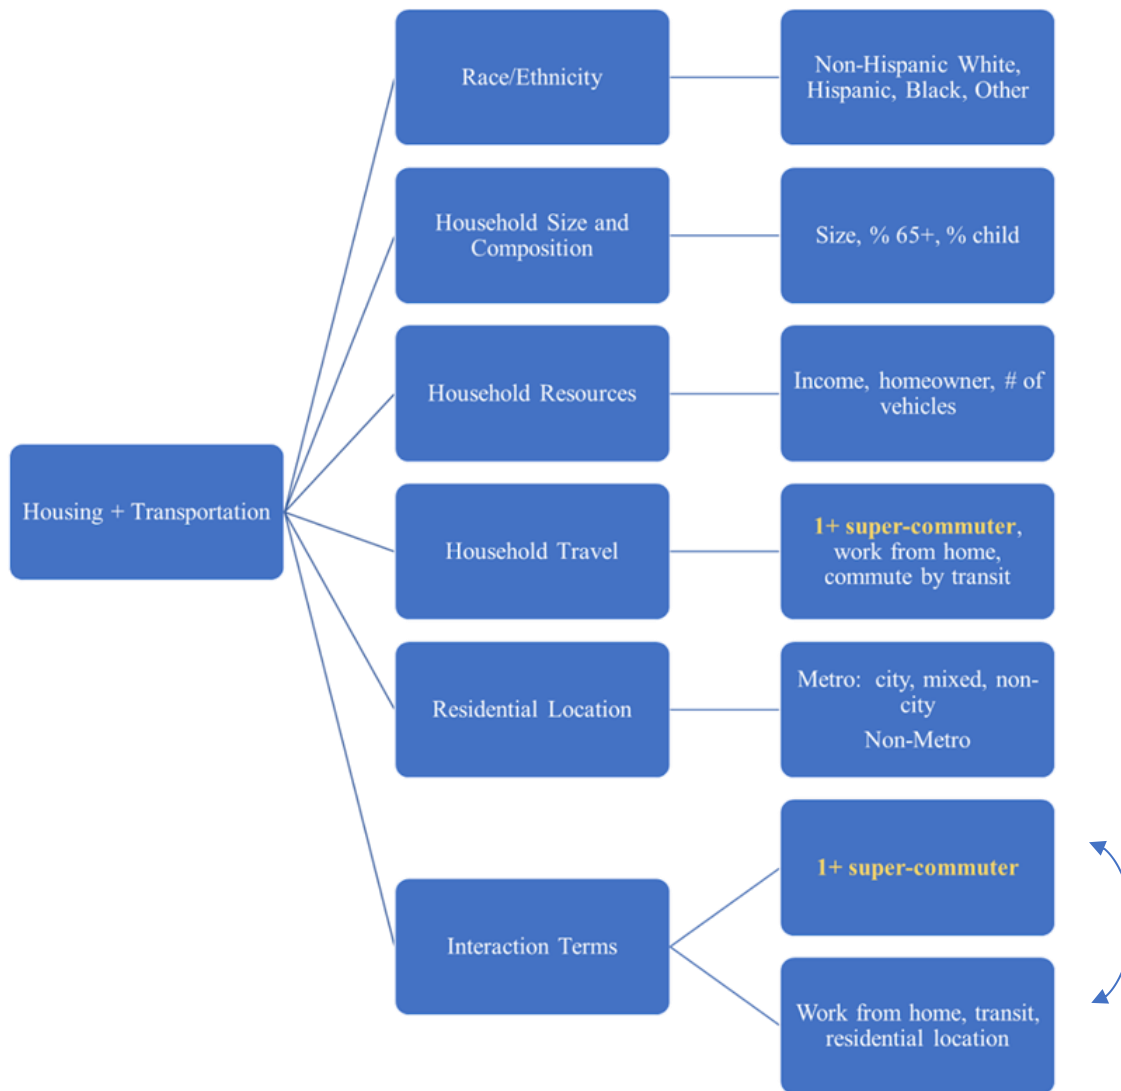 Race/Ethnicity
Non-Hispanic White,
Hispanic, Black, Other
Household Size and
Composition
Size, % 65+, % child
Household Resources
Income, homeowner, # of
vehicles
Housing + Transportation
Household Travel
1+ super-commuter,
work from home,
commute by transit
Residential Location
Metro: city, mixed, non-
city
Non-Metro
Interaction Terms
1+ super-commuter
Work from home, transit,
residential location